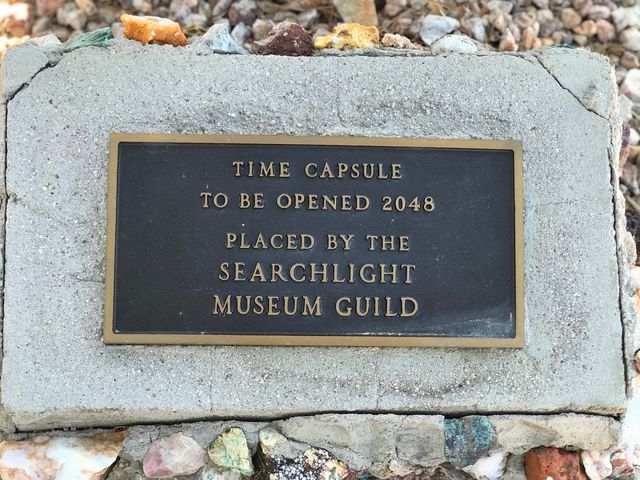 TIME CAPSULE
TO BE OPENED 2048
PLACED BY THE
SEARCHLIGHT
MUSEUM GUILD